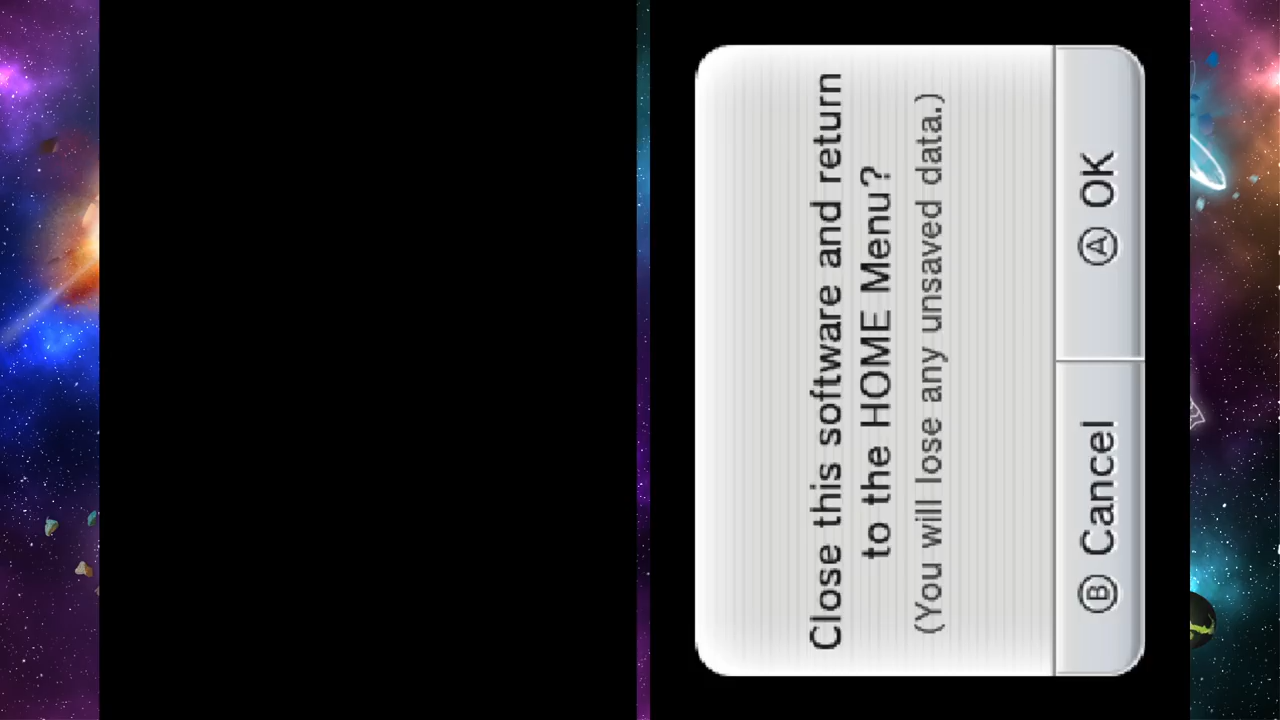 Close this software and return
to the HOME Menu?
(You will lose any unsaved data.)
Ⓑ Cancel
Ⓐ OK